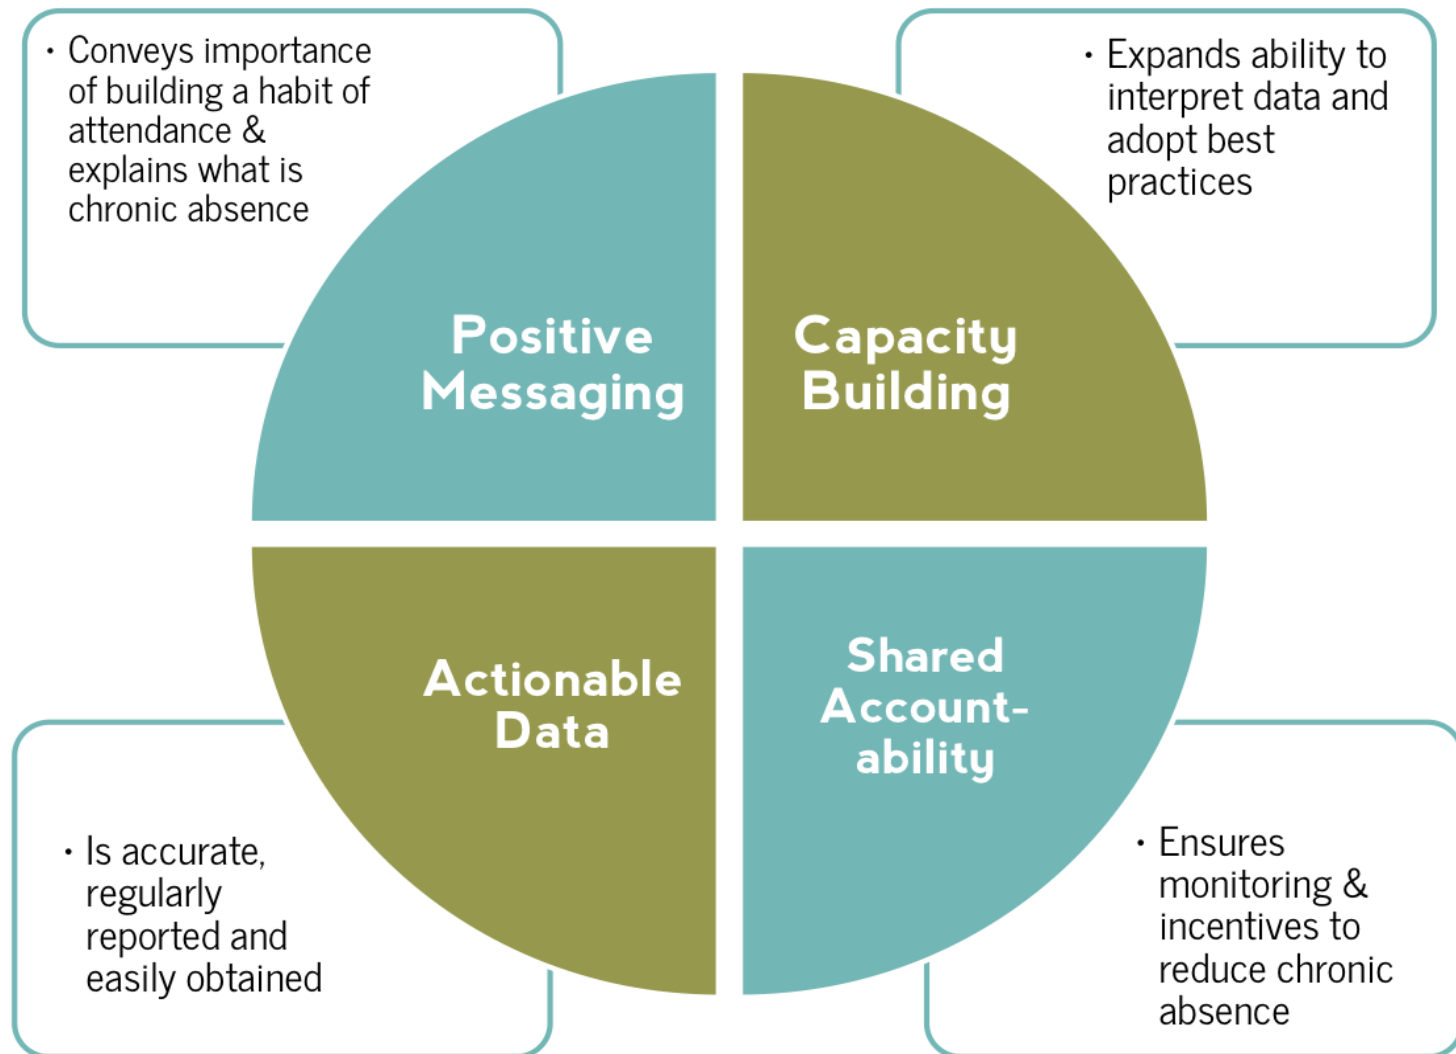 • Conveys importance
of building a habit of
attendance &
explains what is
chronic absence
• Expands ability to
interpret data and
adopt best
practices
Positive
Messaging
Capacity
Building
Actionable
Data
Shared
Account-
ability
• Is accurate,
regularly
reported and
easily obtained
• Ensures
monitoring &
incentives to
reduce chronic
absence